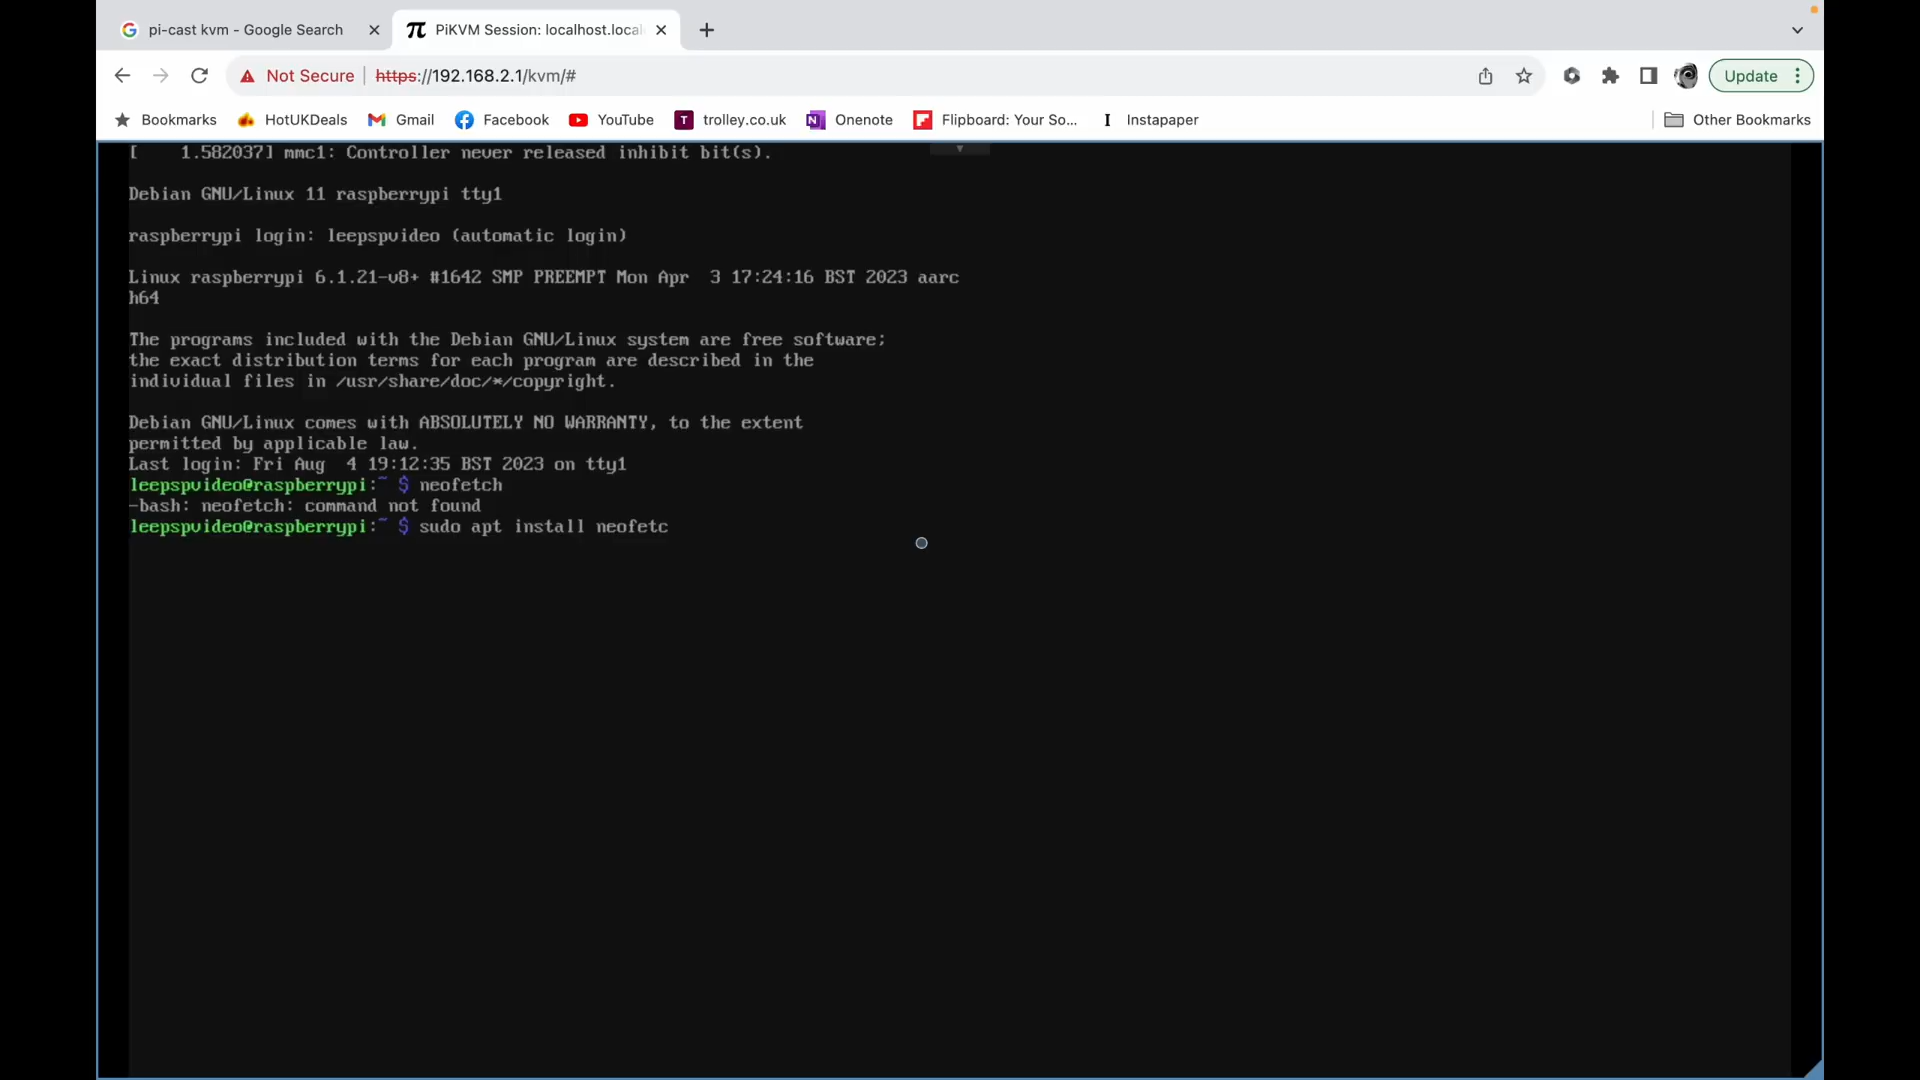 pi-cast kvm - Google Search
PiKVM Session: localhost.local
Not Secure
https://192.168.2.1/kvm/#
Update
Bookmarks
HotUKDeals
Gmail
Facebook
YouTube
T
trolley.co.uk
N
Onenote
Flipboard: Your So...
I
Instapaper
Other Bookmarks
[    1.582037] mmc1: Controller never released inhibit bit(s).
Debian GNU/Linux 11 raspberrypi tty1
raspberrypi login: leepspvideo (automatic login)
Linux raspberrypi 6.1.21-v8+ #1642 SMP PREEMPT Mon Apr  3 17:24:16 BST 2023 aarc
h64
The programs included with the Debian GNU/Linux system are free software;
the exact distribution terms for each program are described in the
individual files in /usr/share/doc/*/copyright.
Debian GNU/Linux comes with ABSOLUTELY NO WARRANTY, to the extent
permitted by applicable law.
Last login: Fri Aug  4 19:12:35 BST 2023 on tty1
leepspvideo@raspberrypi:~ $ neofetch
-bash: neofetch: command not found
leepspvideo@raspberrypi:~ $ sudo apt install neofetc